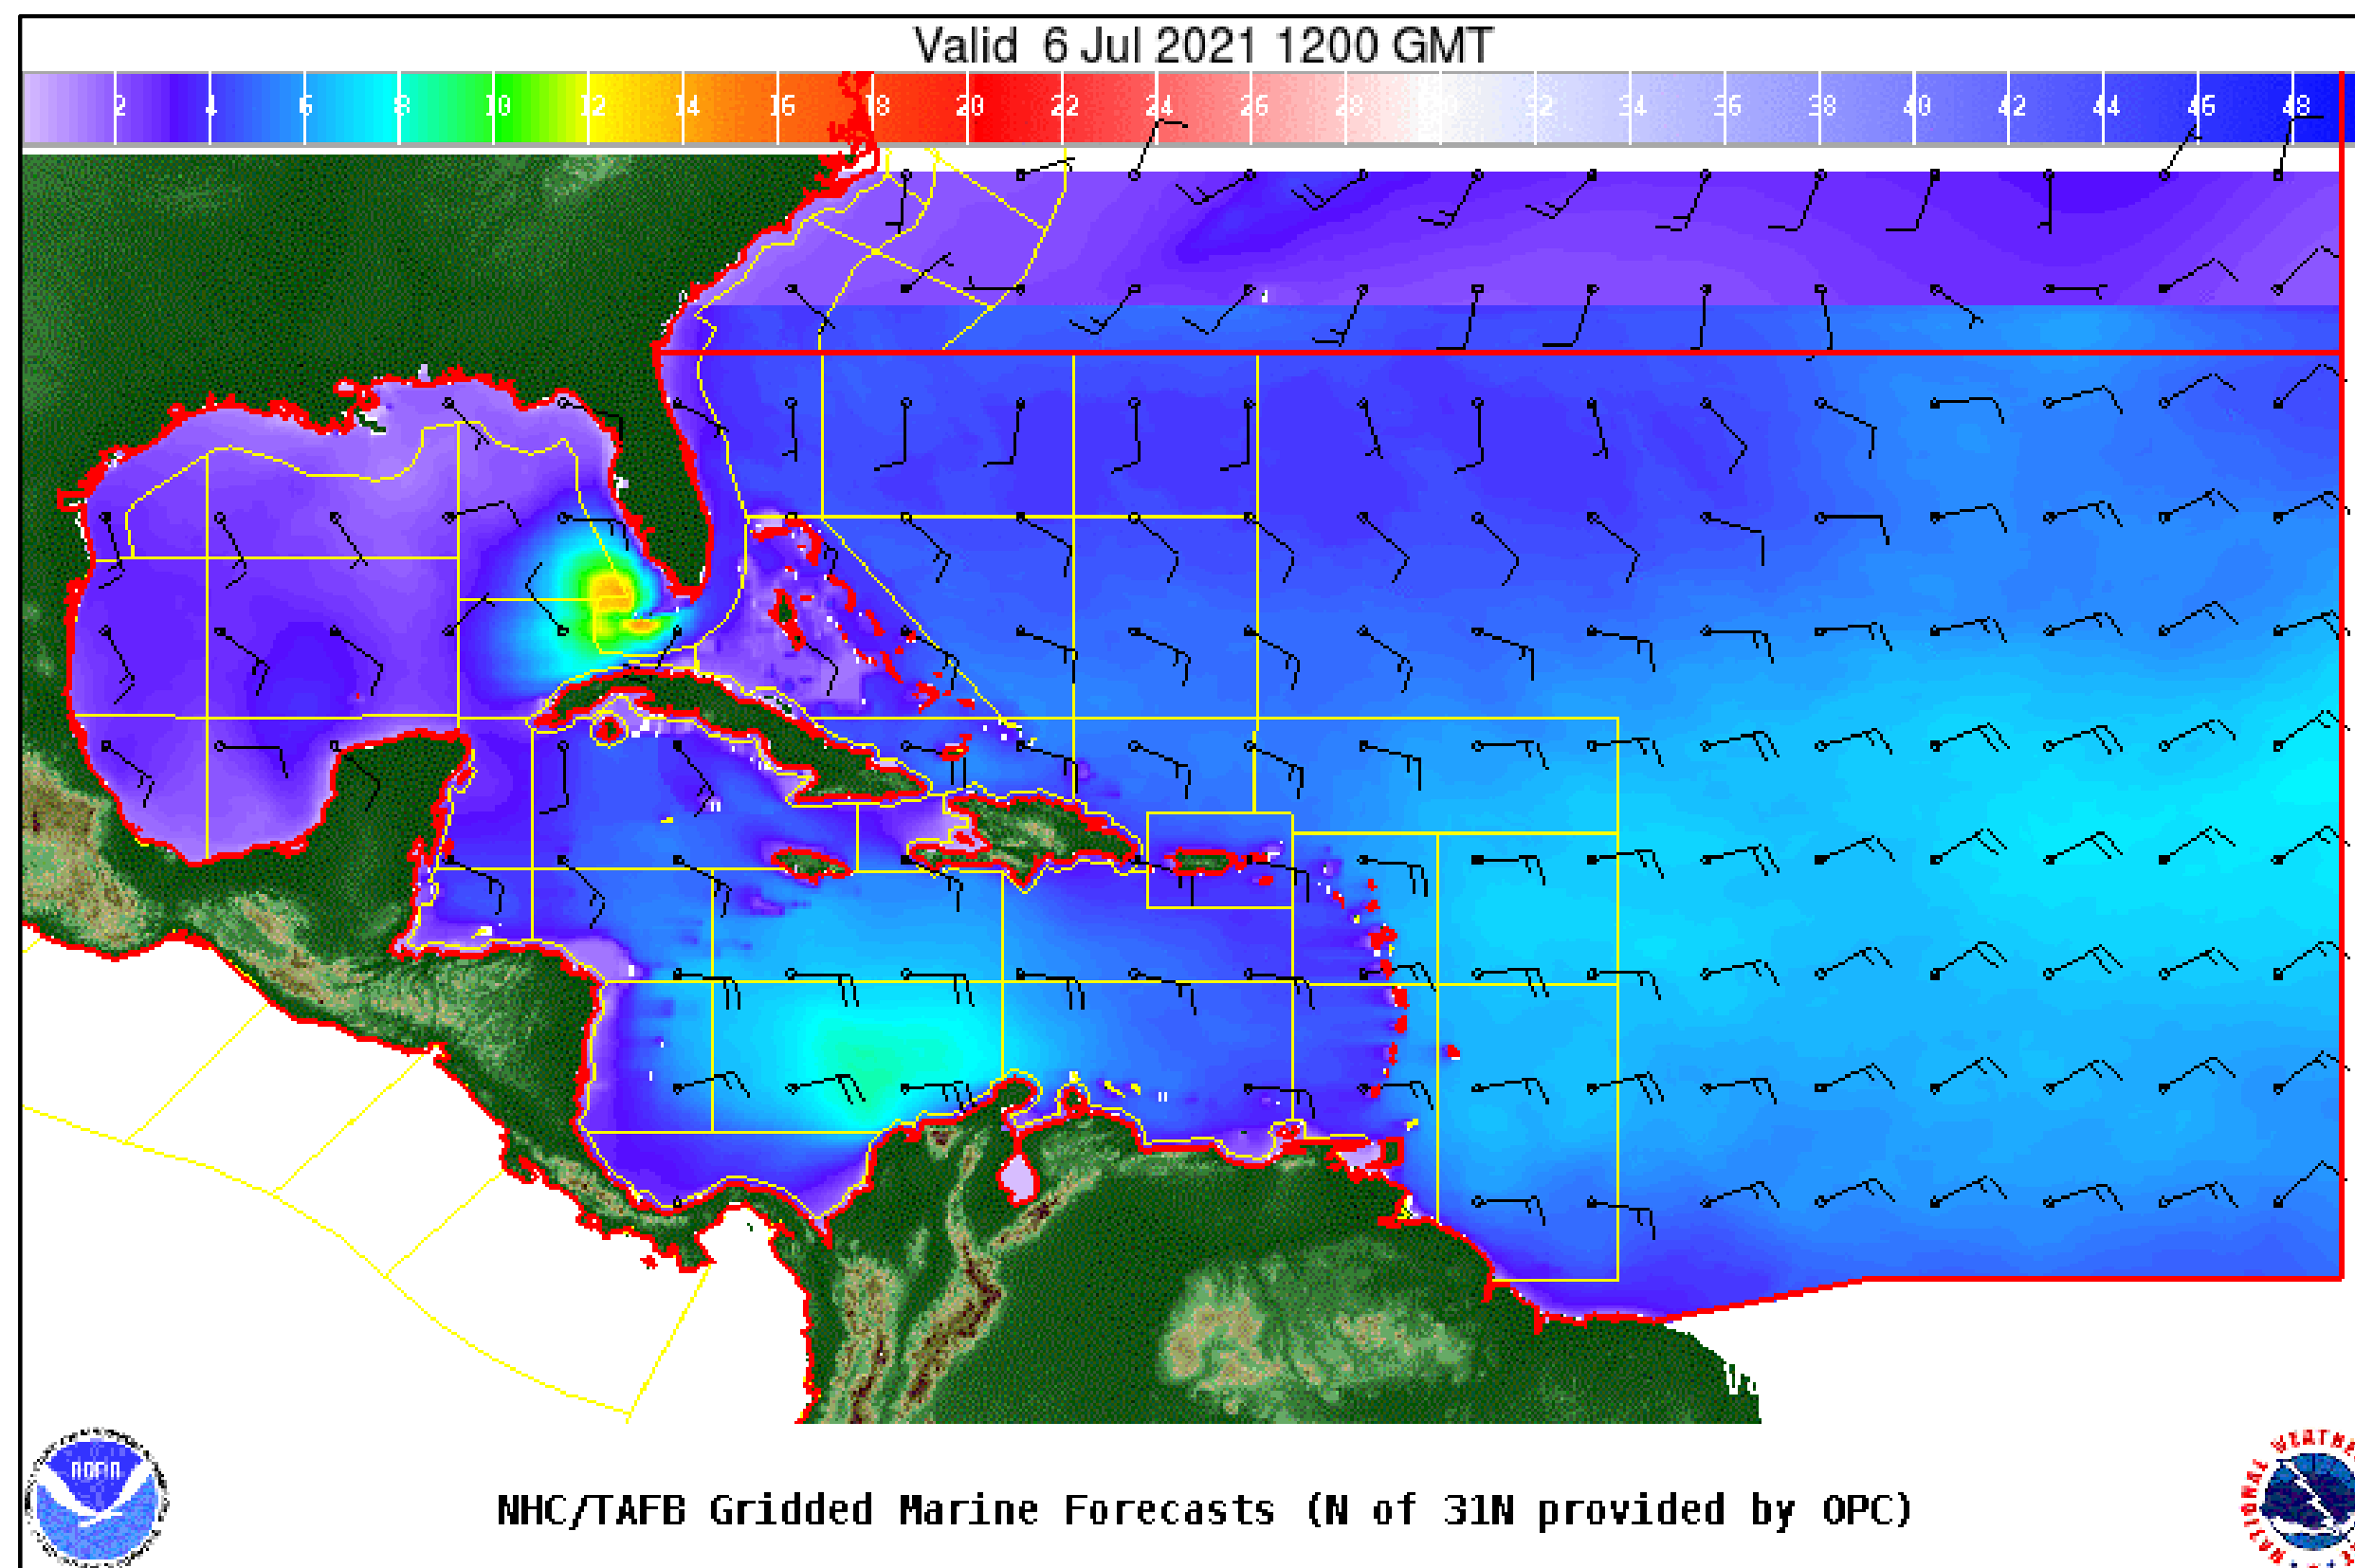 Valid 6 Jul 2021 1200 GMT
2 4 6 8 10 12 14 16 18 20 22 24 26 28 30 32 34 36 38 40 42 44 46 48
NOAA
NATIONAL WEATHER
NHC/TAFB Gridded Marine Forecasts (N of 31N provided by OPC)